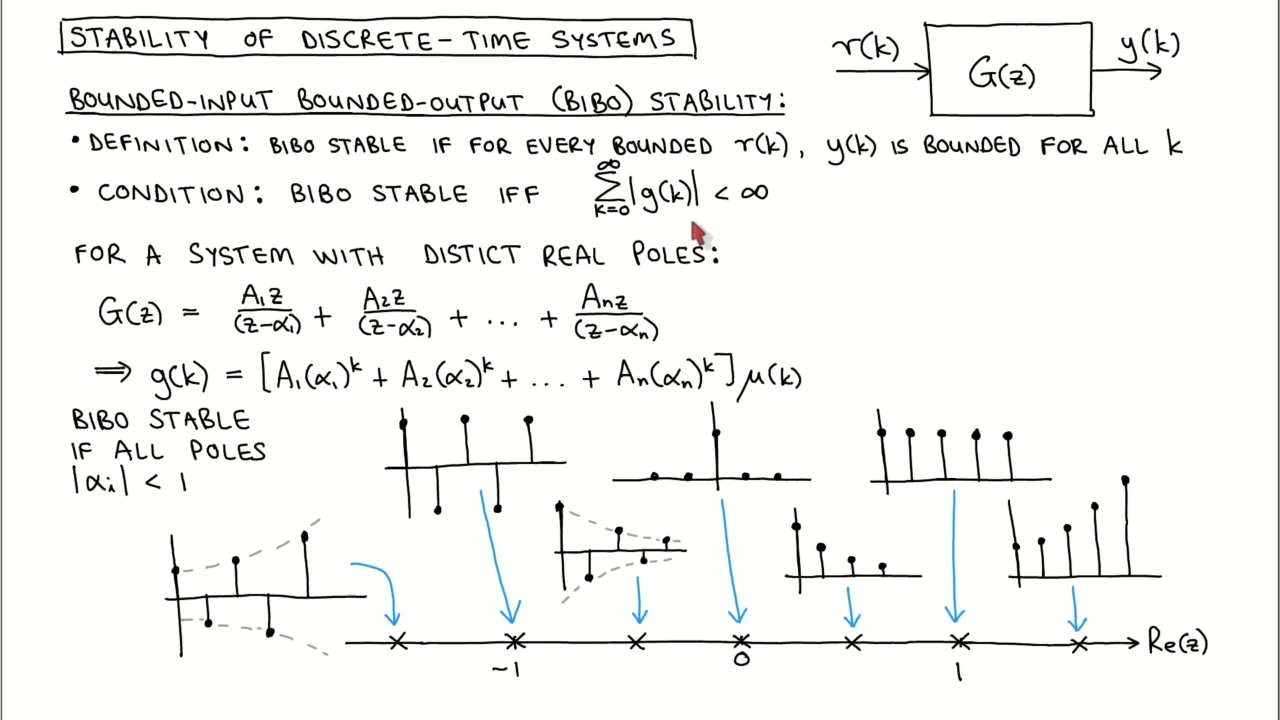 STABILITY OF DISCRETE-TIME SYSTEMS
r(k) G(z) y(k)
BOUNDED-INPUT BOUNDED-OUTPUT (BIBO) STABILITY:
• DEFINITION: BIBO STABLE IF FOR EVERY BOUNDED r(k), y(k) IS BOUNDED FOR ALL k
• CONDITION: BIBO STABLE IFF ∞ Σ k=0 |g(k)| < ∞
FOR A SYSTEM WITH DISTICT REAL POLES:
G(z) = A₁z/(z-α₁) + A₂z/(z-α₂) + ... + Aₙz/(z-αₙ)
⟹ g(k) = [A₁(α₁)ᵏ + A₂(α₂)ᵏ + ... + Aₙ(αₙ)ᵏ] μ(k)
BIBO STABLE
IF ALL POLES
|αᵢ| < 1
Re(z)
-1 0 1